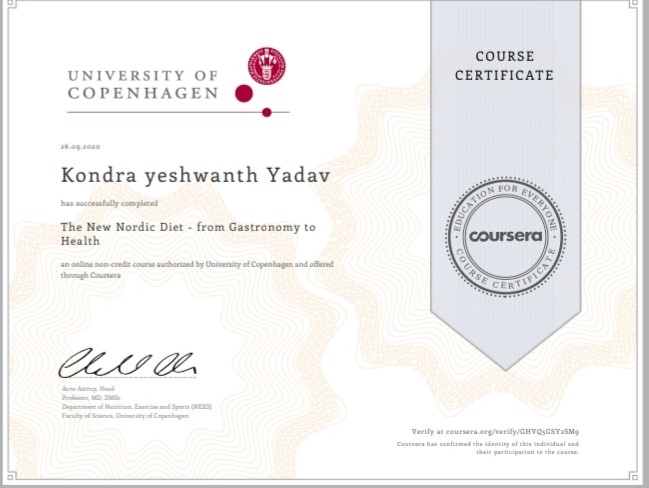 UNIVERSITY OF
COPENHAGEN
26.09.2020
Kondra yeshwanth Yadav
has successfully completed
The New Nordic Diet - from Gastronomy to
Health
an online non-credit course authorized by University of Copenhagen and offered
through Coursera
Arne Astrup, Head
Professor, MD, DMSc
Department of Nutrition, Exercise and Sports (NEXS)
Faculty of Science, University of Copenhagen
COURSE
CERTIFICATE
EDUCATION FOR EVERYONE
coursera
COURSE CERTIFICATE
Verify at coursera.org/verify/GHVQ5GSY2SM9
Coursera has confirmed the identity of this individual and
their participation in the course.